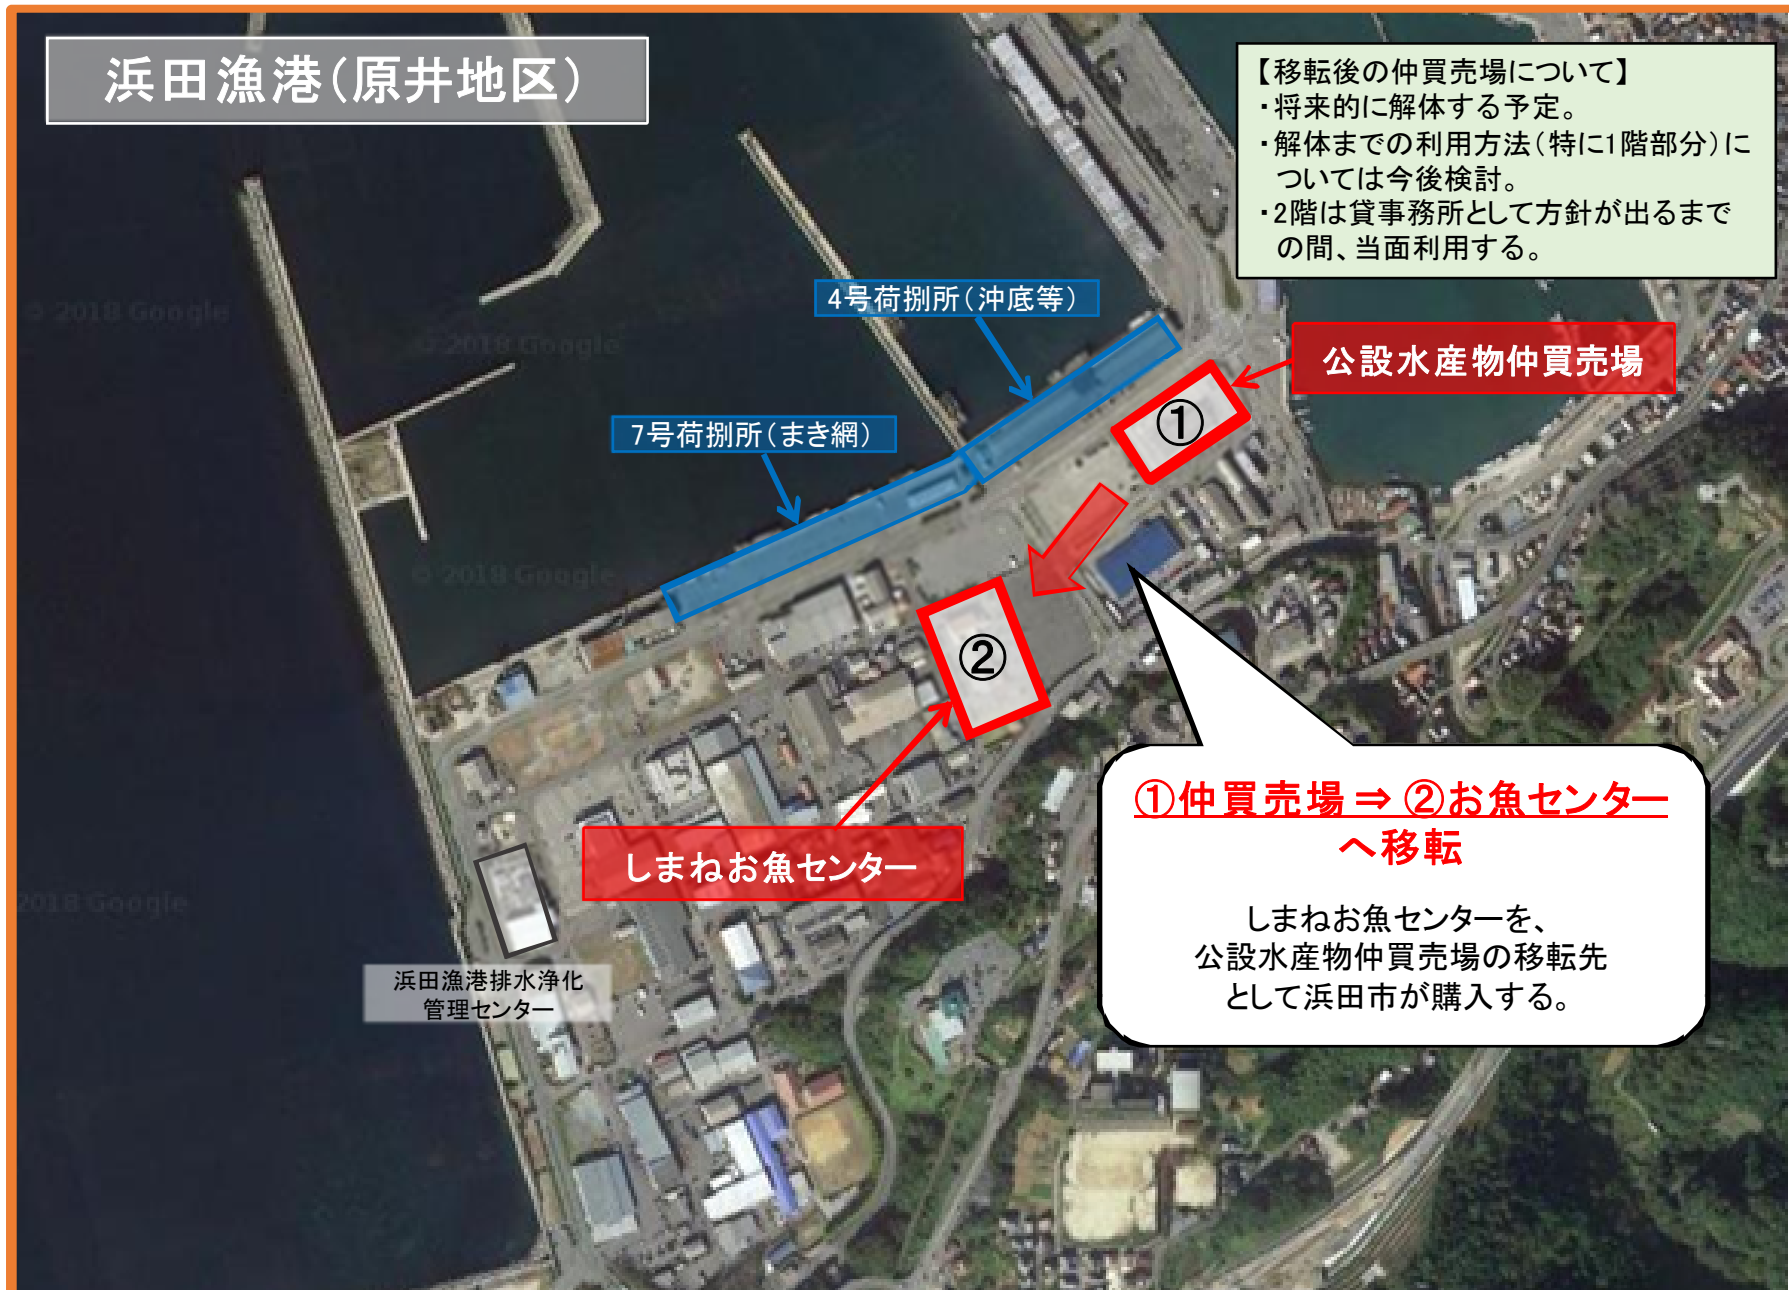 浜田漁港(原井地区)
【移転後の仲買売場について】
・将来的に解体する予定。
・解体までの利用方法(特に1階部分)に
ついては今後検討。
・2階は貸事務所として方針が出るまで
の間、当面利用する。
4号荷捌所(沖底等)
© 2018 Google
© 2018 Google
公設水産物仲買売場
①
7号荷捌所(まき網)
© 2018 Google
②
①仲買売場⇒②お魚センター
へ移転
しまねお魚センター
2018 Google
しまねお魚センターを、
公設水産物仲買売場の移転先
として浜田市が購入する。
浜田漁港排水浄化
管理センター